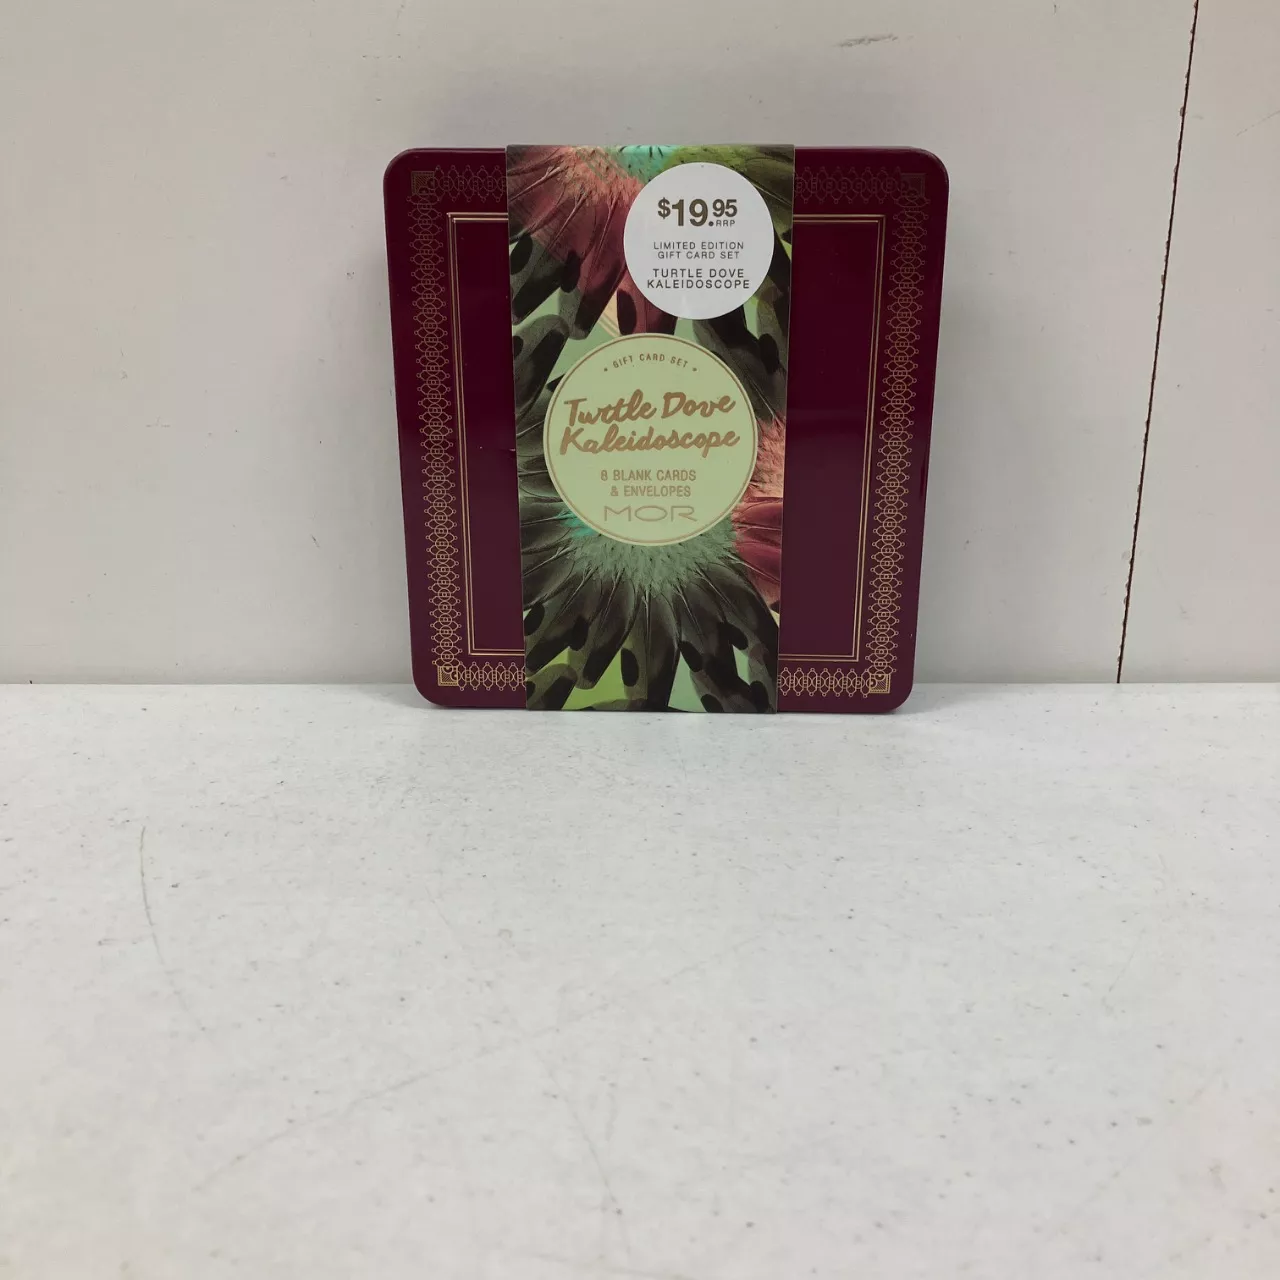 $19.95
RRP
LIMITED EDITION
GIFT CARD SET
TURTLE DOVE
KALEIDOSCOPE
• GIFT CARD SET •
Turtle Dove
Kaleidoscope
8 BLANK CARDS
& ENVELOPES
MOR